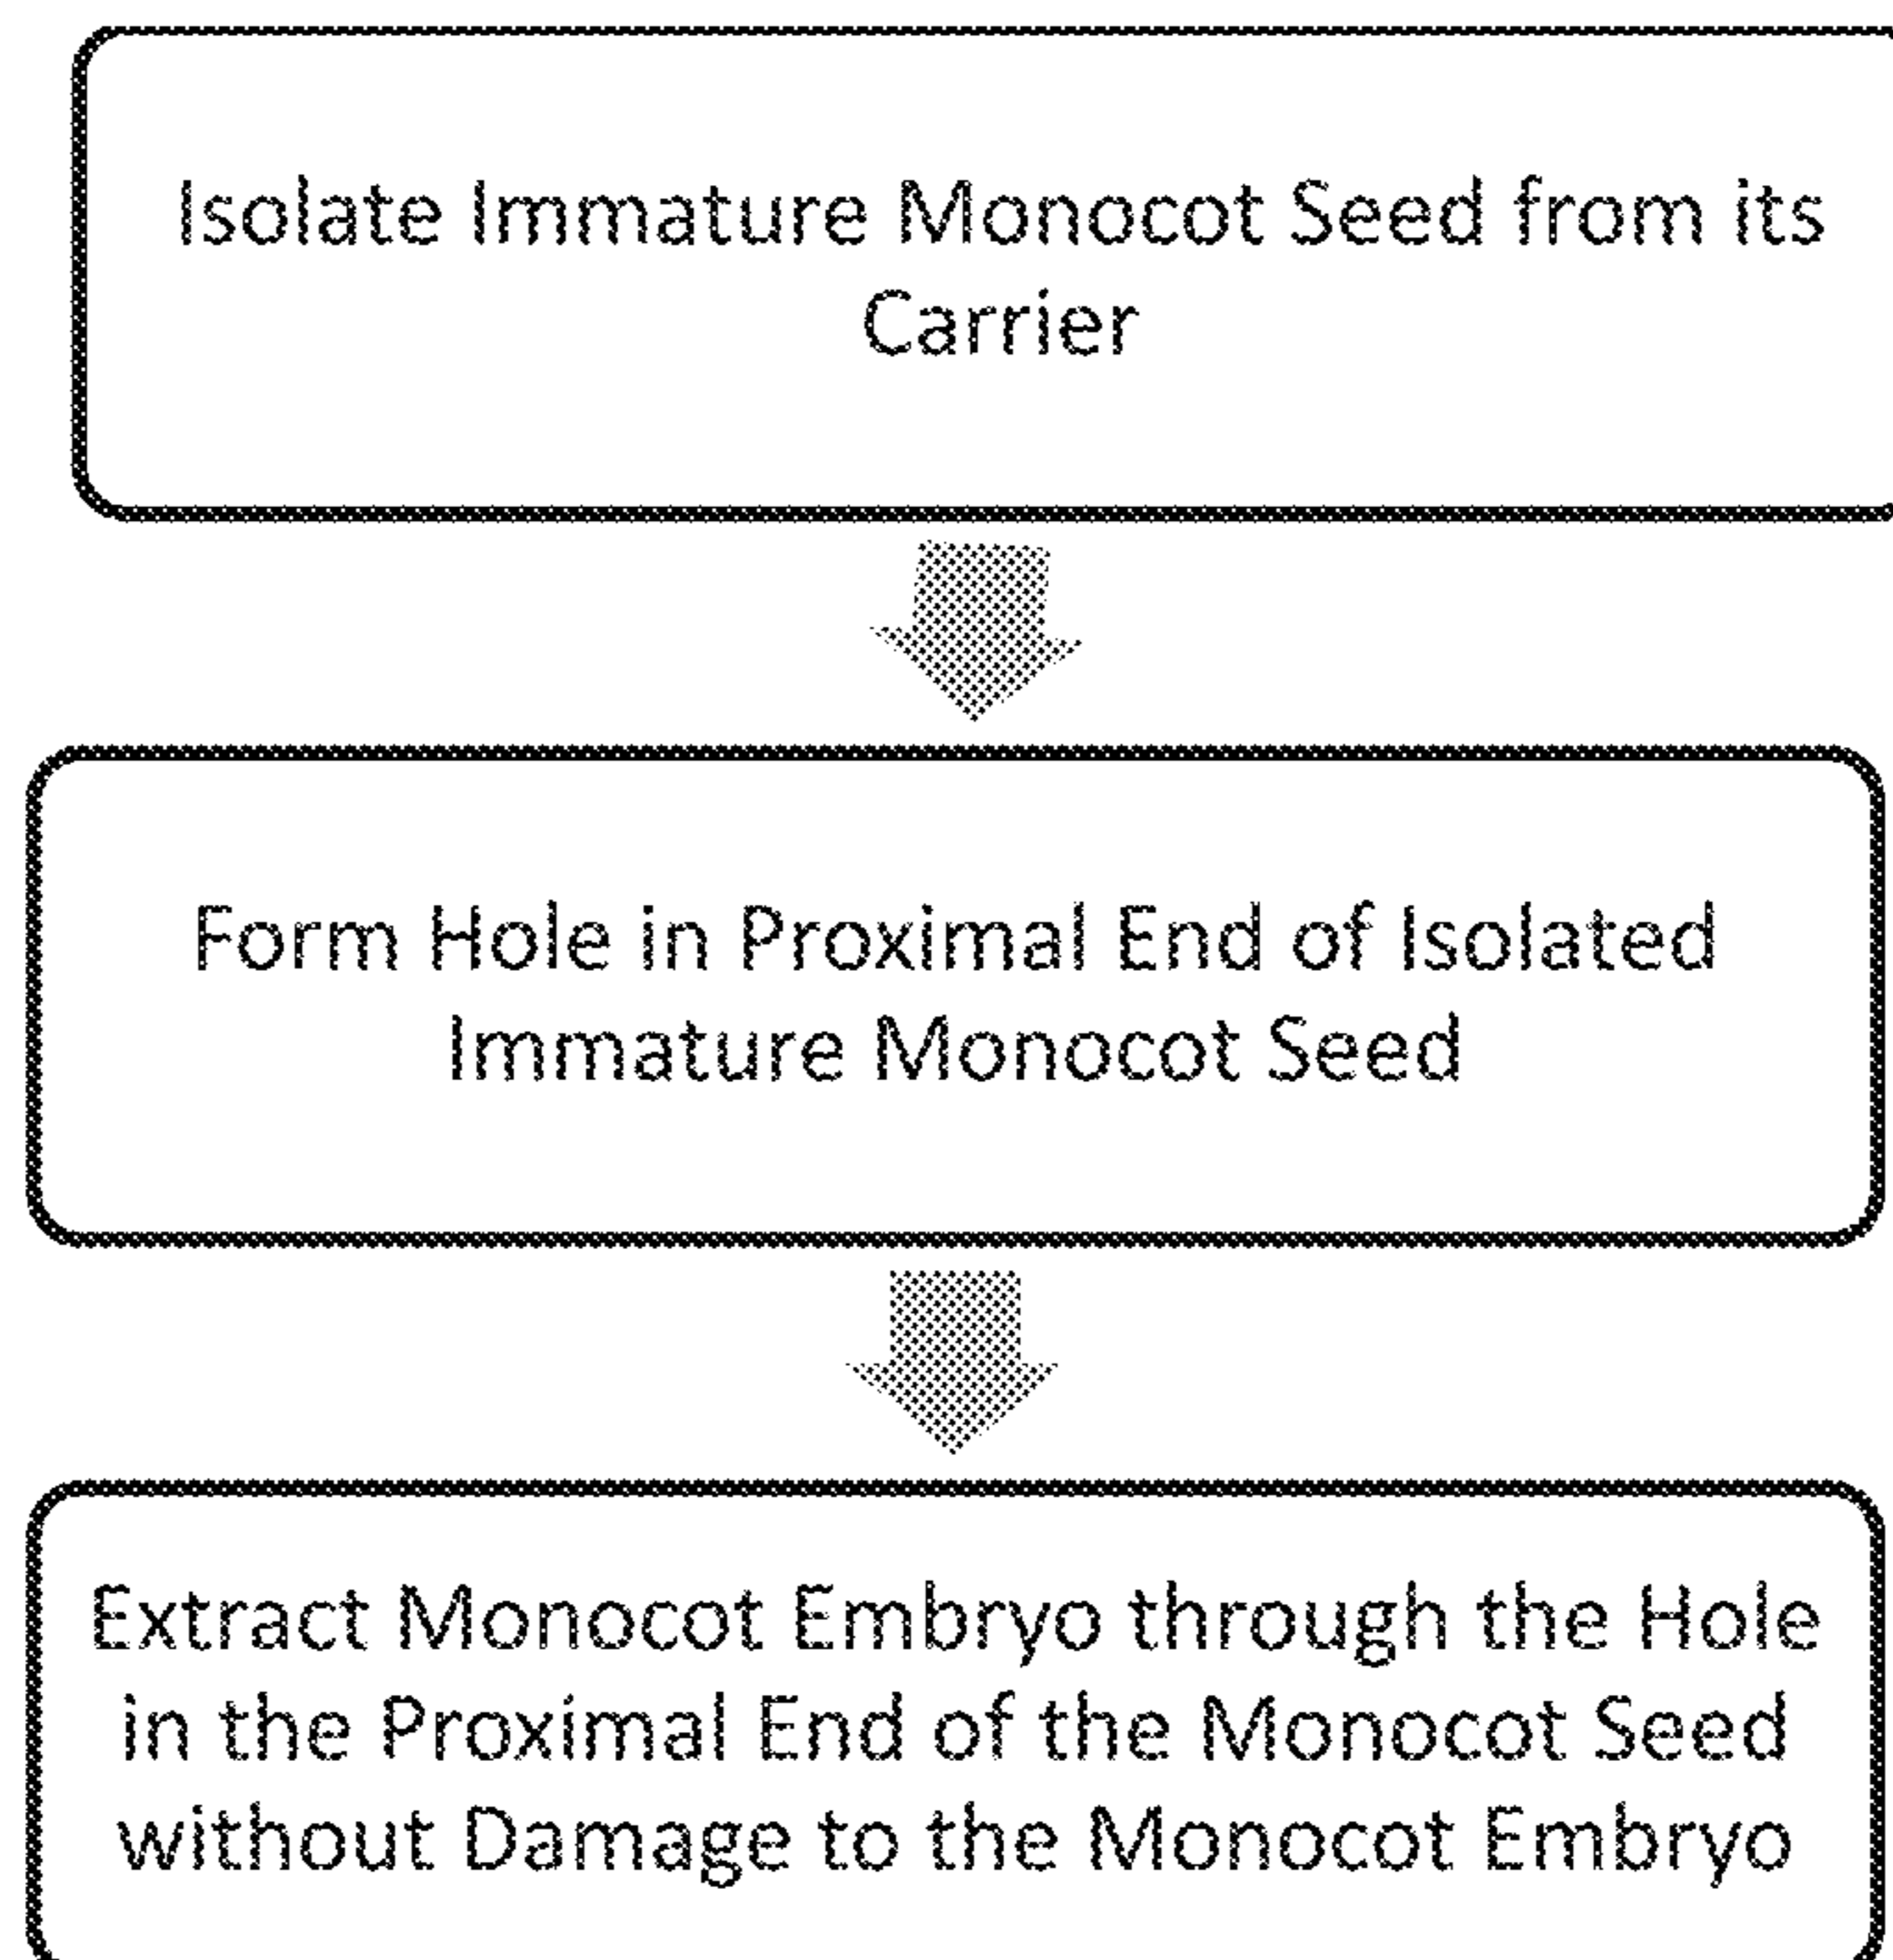 Isolate Immature Monocot Seed from its
Carrier
Form Hole in Proximal End of Isolated
Immature Monocot Seed
Extract Monocot Embryo through the Hole
in the Proximal End of the Monocot Seed
without Damage to the Monocot Embryo